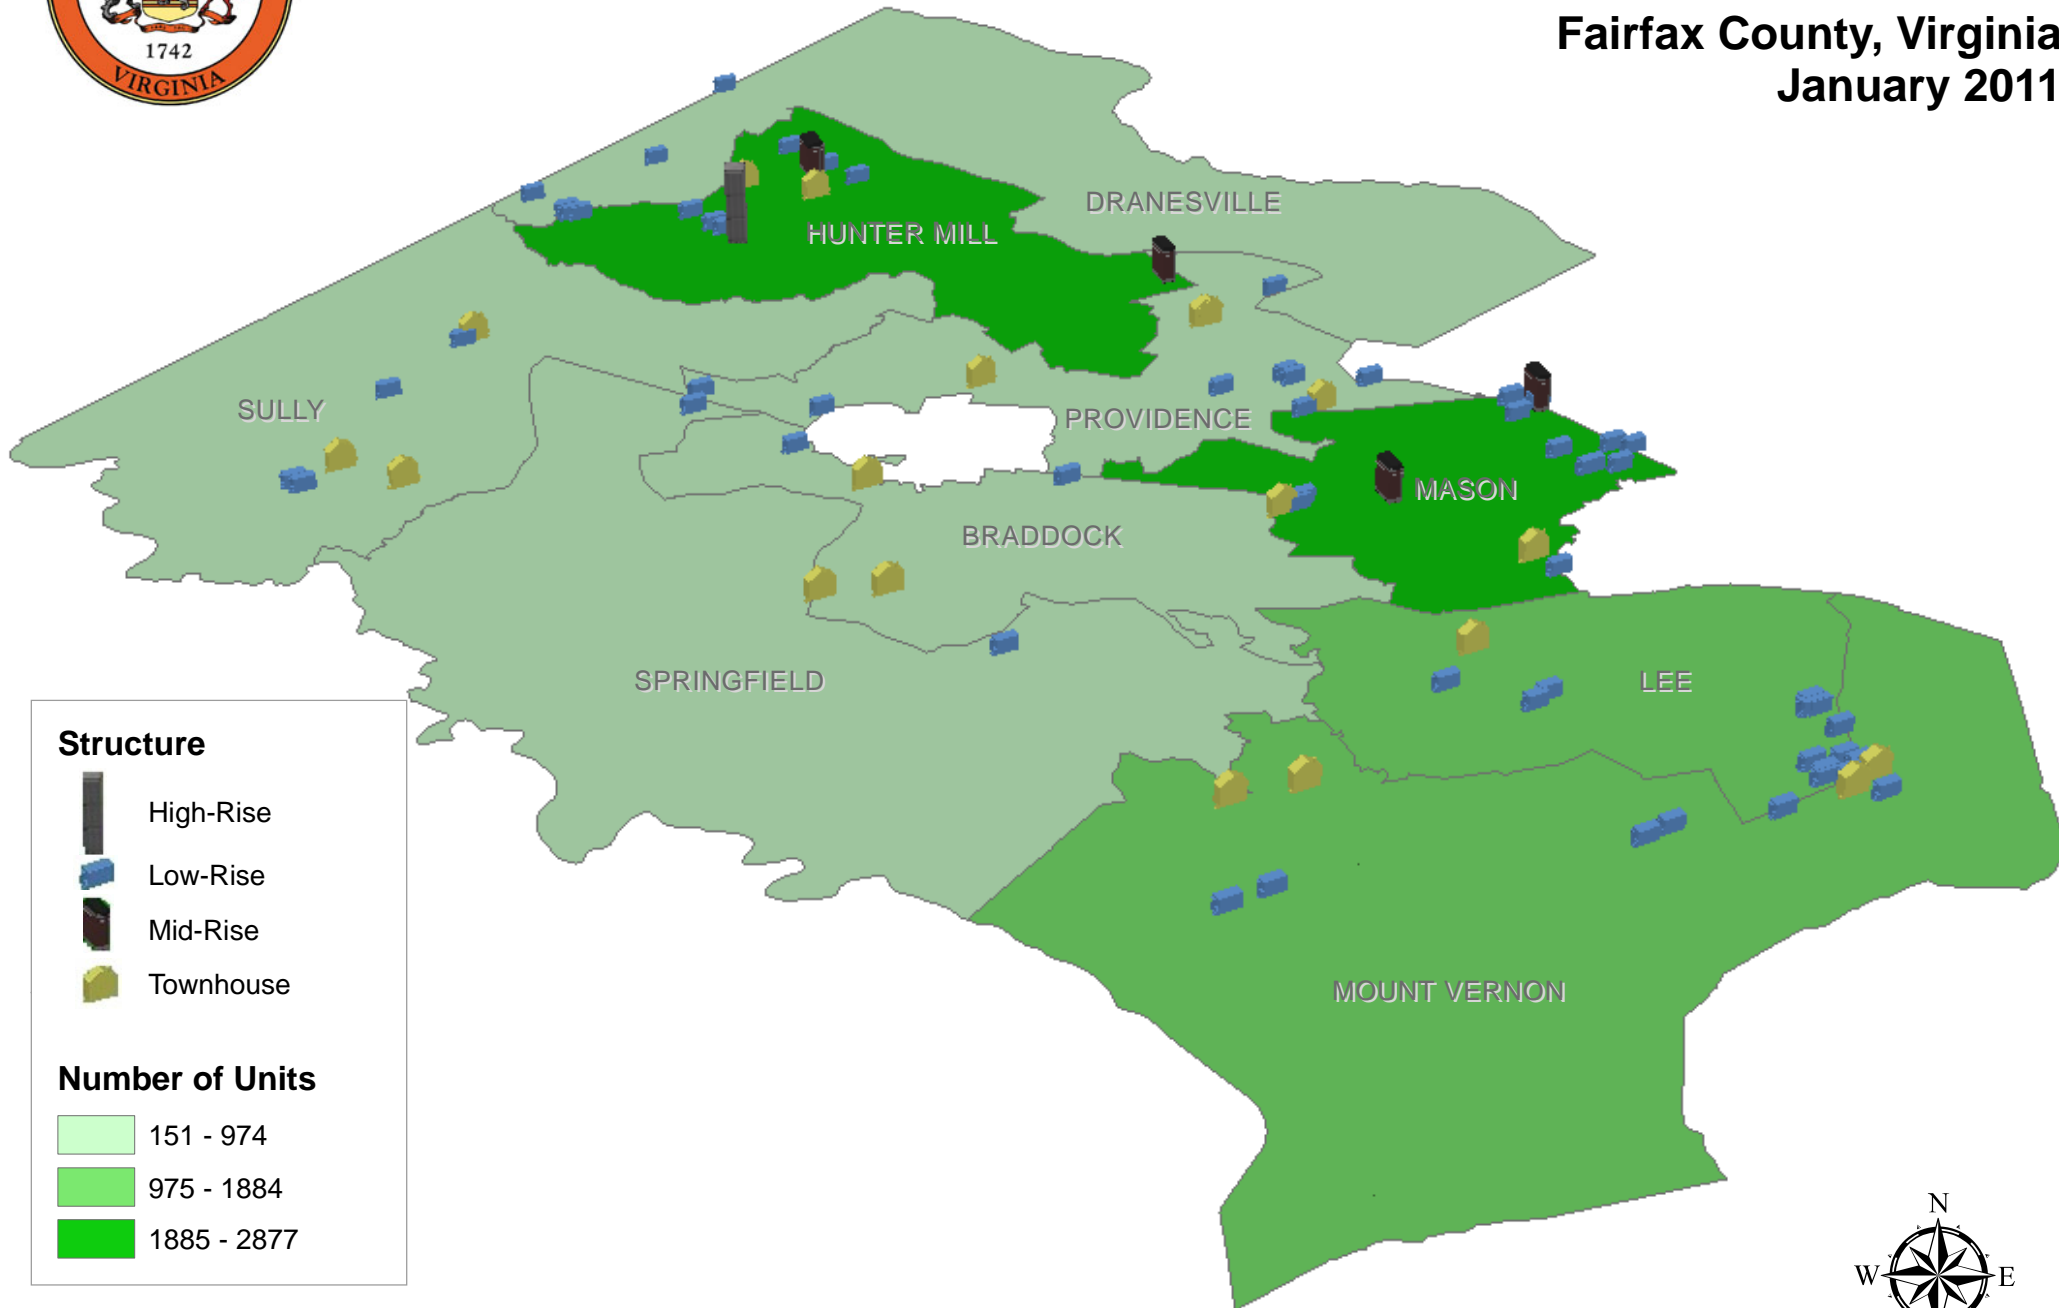 1742
VIRGINIA
Fairfax County, Virginia
January 2011
DRANESVILLE
HUNTER MILL
SULLY
PROVIDENCE
MASON
BRADDOCK
SPRINGFIELD
LEE
MOUNT VERNON
Structure
High-Rise
Low-Rise
Mid-Rise
Townhouse
Number of Units
151 - 974
975 - 1884
1885 - 2877
N
W
E